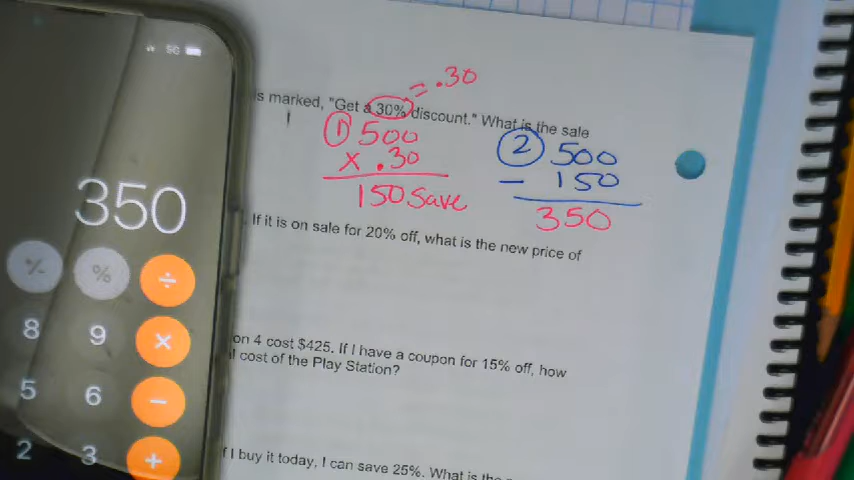 5G
= .30
is marked, "Get a 30% discount." What is the sale
① 500
x .30
150 Save
② 500
- 150
350
. If it is on sale for 20% off, what is the new price of
on 4 cost $425. If I have a coupon for 15% off, how
l cost of the Play Station?
f I buy it today, I can save 25%. What is the
350
% ÷
8 9 ×
5 6 −
2 3 +